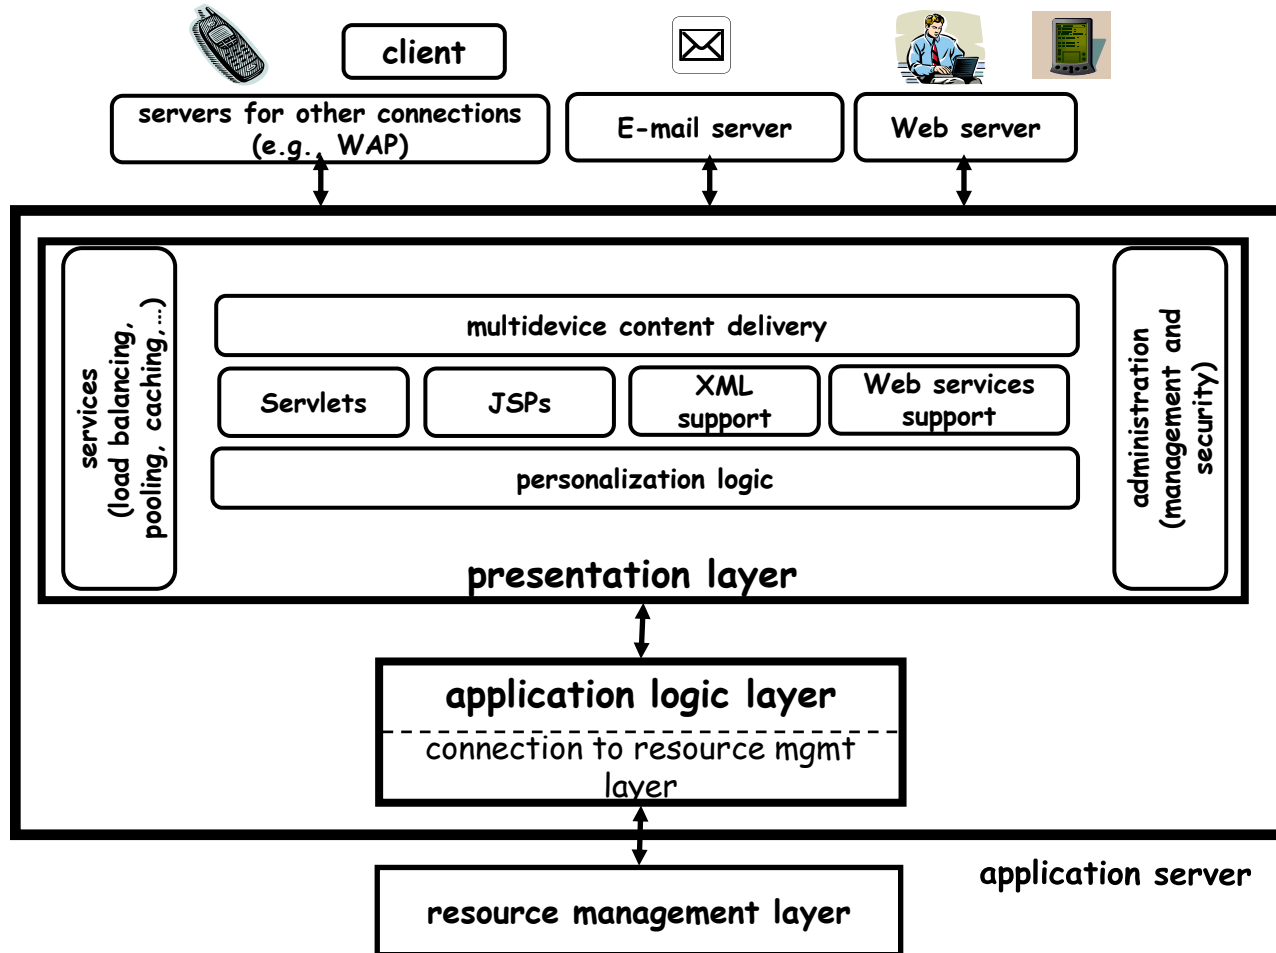 client
servers for other connections
(e.g., WAP)
E-mail server
Web server
services
(load balancing,
pooling, caching,...)
multidevice content delivery
Servlets
JSPs
XML
support
Web services
support
personalization logic
administration
(management and
security)
presentation layer
application logic layer
connection to resource mgmt
layer
application server
resource management layer